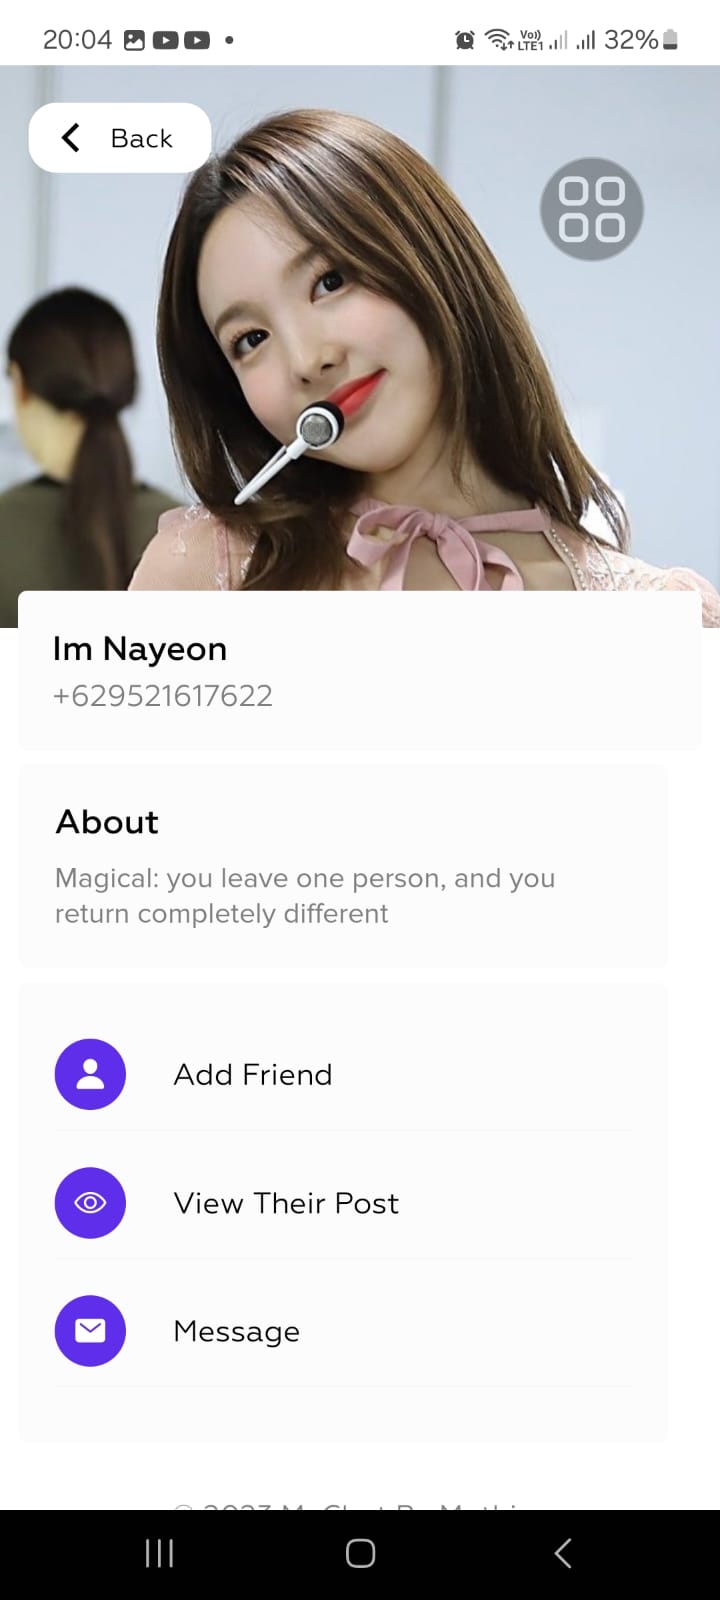 20:04
Vo))
LTE1
32%
Back
Im Nayeon
+629521617622
About
Magical: you leave one person, and you
return completely different
Add Friend
View Their Post
Message